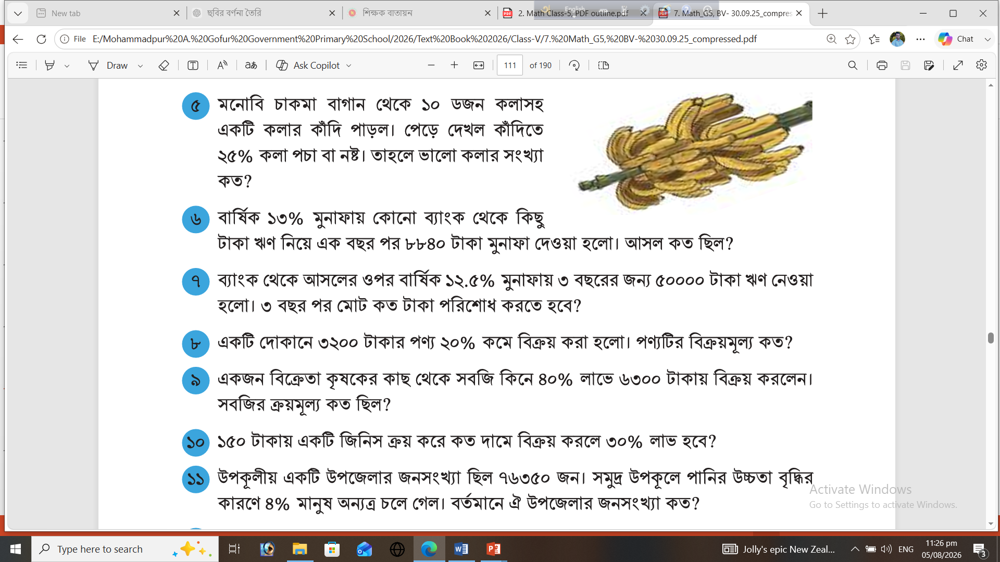 New tab
ছবির বর্ণনা তৈরি
শিক্ষক বাতায়ন
2. Math Class-5, PDF outline.pdf
7. Math_G5, BV- 30.09.25_compres
File E:/Mohammadpur%20A.%20Gofur%20Government%20Primary%20School/2026/Text%20Book%202026/Class-V/7.%20Math_G5,%20BV-%2030.09.25_compressed.pdf
Chat
Draw
Ask Copilot
111 of 190
৫ মনোবি চাকমা বাগান থেকে ১০ ডজন কলাসহ
একটি কলার কাঁদি পাড়ল। পেড়ে দেখল কাঁদিতে
২৫% কলা পচা বা নষ্ট। তাহলে ভালো কলার সংখ্যা
কত?
৬ বার্ষিক ১৩% মুনাফায় কোনো ব্যাংক থেকে কিছু
টাকা ঋণ নিয়ে এক বছর পর ৮৮৪০ টাকা মুনাফা দেওয়া হলো। আসল কত ছিল?
৭ ব্যাংক থেকে আসলের ওপর বার্ষিক ১২.৫% মুনাফায় ৩ বছরের জন্য ৫০০০০ টাকা ঋণ নেওয়া
হলো। ৩ বছর পর মোট কত টাকা পরিশোধ করতে হবে?
৮ একটি দোকানে ৩২০০ টাকার পণ্য ২০% কমে বিক্রয় করা হলো। পণ্যটির বিক্রয়মূল্য কত?
৯ একজন বিক্রেতা কৃষকের কাছ থেকে সবজি কিনে ৪০% লাভে ৬৩০০ টাকায় বিক্রয় করলেন।
সবজির ক্রয়মূল্য কত ছিল?
১০ ১৫০ টাকায় একটি জিনিস ক্রয় করে কত দামে বিক্রয় করলে ৩০% লাভ হবে?
১১ উপকূলীয় একটি উপজেলার জনসংখ্যা ছিল ৭৬৩৫০ জন। সমুদ্র উপকূলে পানির উচ্চতা বৃদ্ধির
কারণে ৪% মানুষ অন্যত্র চলে গেল। বর্তমানে ঐ উপজেলার জনসংখ্যা কত?
Activate Windows
Go to Settings to activate Windows.
Type here to search
Jolly's epic New Zeal...
ENG
11:26 pm
05/08/2026
3